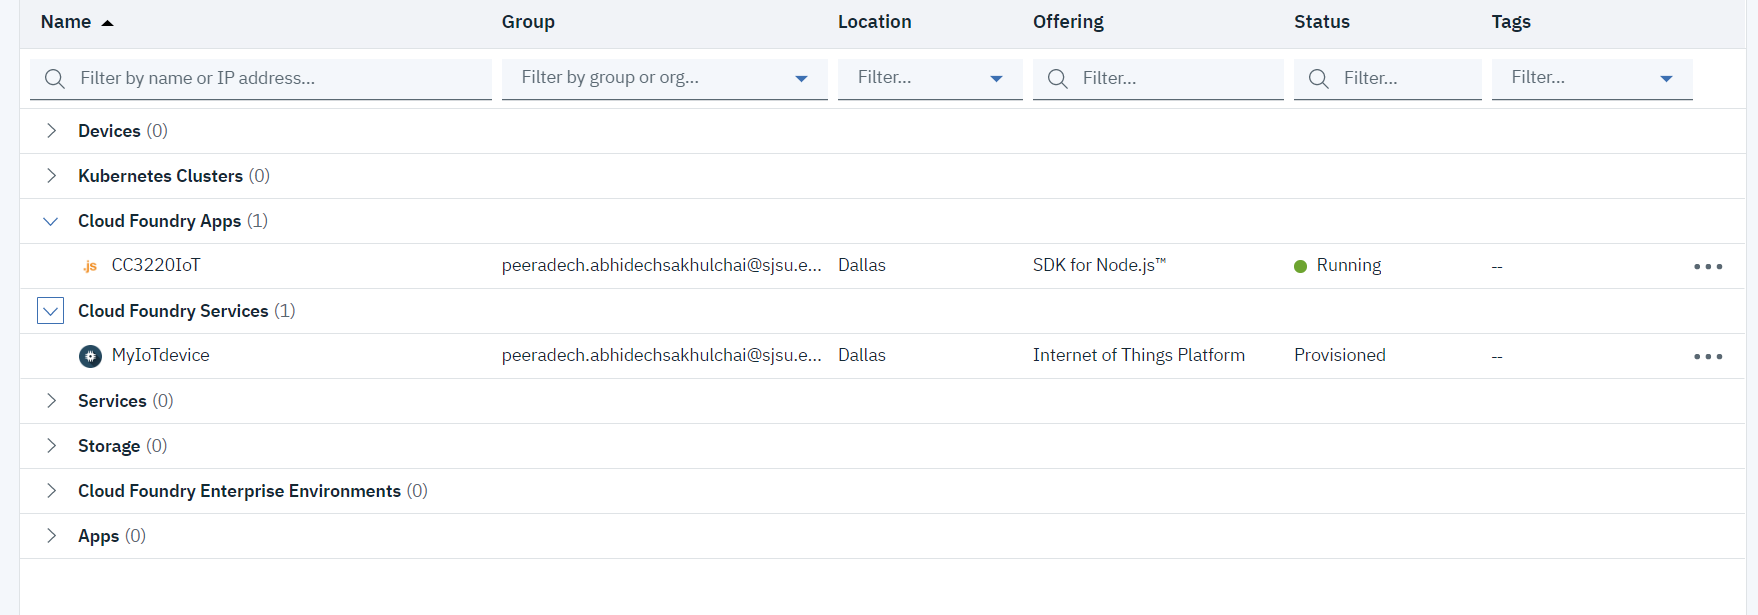 Name Group Location Offering Status Tags
Filter by name or IP address... Filter by group or org... Filter... Filter... Filter... Filter...
Devices (0)
Kubernetes Clusters (0)
Cloud Foundry Apps (1)
.js CC3220IoT peeradech.abhidechsakhulchai@sjsu.e... Dallas SDK for Node.js™ Running --
Cloud Foundry Services (1)
MyIoTdevice peeradech.abhidechsakhulchai@sjsu.e... Dallas Internet of Things Platform Provisioned --
Services (0)
Storage (0)
Cloud Foundry Enterprise Environments (0)
Apps (0)